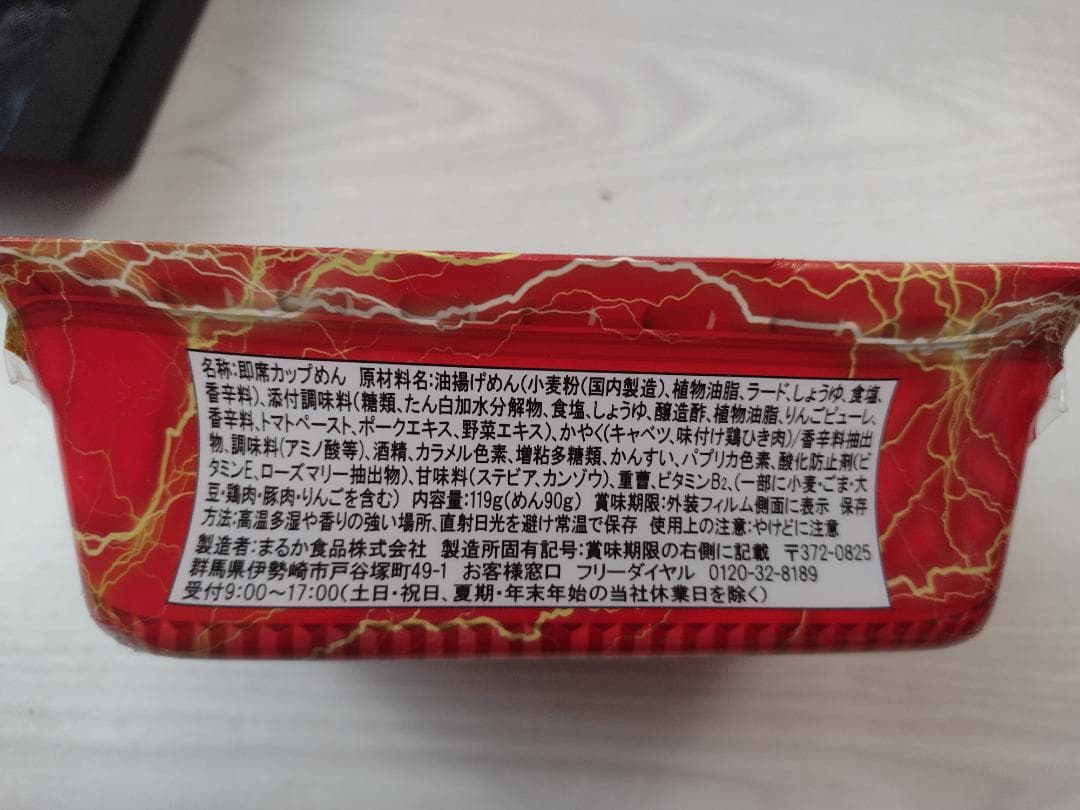 名称:即席カップめん 原材料名:油揚げめん(小麦粉(国内製造)、植物油脂、ラード、しょうゆ、食塩、
香辛料)、添付調味料(糖類、たん白加水分解物、食塩、しょうゆ、醸造酢、植物油脂、りんごピューレ、
香辛料、トマトペースト、ポークエキス、野菜エキス)、かやく(キャベツ、味付け鶏ひき肉)/香辛料抽出
物、調味料(アミノ酸等)、酒精、カラメル色素、増粘多糖類、かんすい、パプリカ色素、酸化防止剤(ビ
タミンE、ローズマリー抽出物)、甘味料(ステビア、カンゾウ)、重曹、ビタミンB2、(一部に小麦・ごま・大
豆・鶏肉・豚肉・りんごを含む) 内容量:119g(めん90g) 賞味期限:外装フィルム側面に表示 保存
方法:高温多湿や香りの強い場所、直射日光を避け常温で保存 使用上の注意:やけどに注意
製造者:まるか食品株式会社 製造所固有記号:賞味期限の右側に記載 〒372-0825
群馬県伊勢崎市戸谷塚町49-1 お客様窓口 フリーダイヤル 0120-32-8189
受付9:00~17:00(土日・祝日、夏期・年末年始の当社休業日を除く)